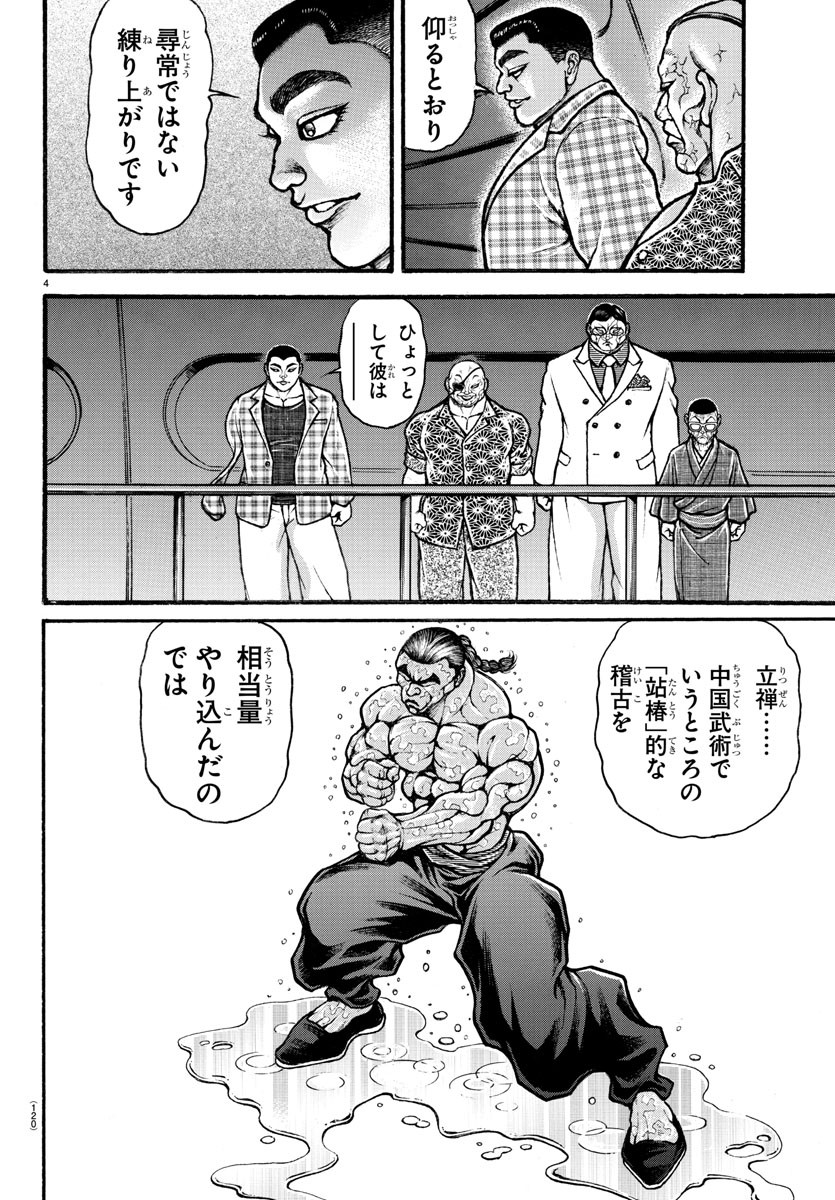 仰るとおり
尋常ではない
練り上がりです
4
ひょっと
して彼は
立禅……
中国武術で
いうところの
「站椿」的な
稽古を
相当量
やり込んだの
では
(120)